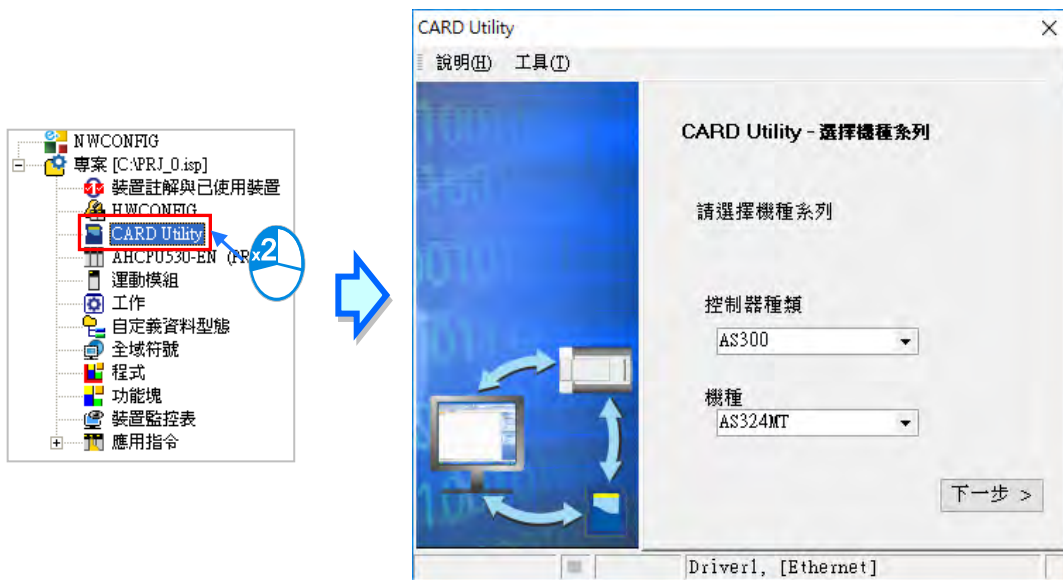 NWCONFIG
專案 [C:\PRJ_0.isp]
裝置註解與已使用裝置
HWCONFIG
CARD Utility
AHCPU530-EN (PR
x2
運動模組
工作
自定義資料型態
全域符號
程式
功能塊
裝置監控表
應用指令
CARD Utility
說明(H) 工具(T)
CARD Utility - 選擇機種系列
請選擇機種系列
控制器種類
AS300
機種
AS324MT
下一步 >
Driver1, [Ethernet]